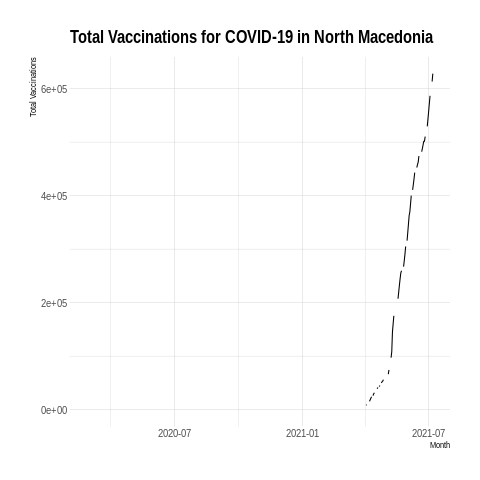 Total Vaccinations for COVID-19 in North Macedonia
Total Vaccinations
6e+05
4e+05
2e+05
0e+00
2020-07
2021-01
2021-07
Month